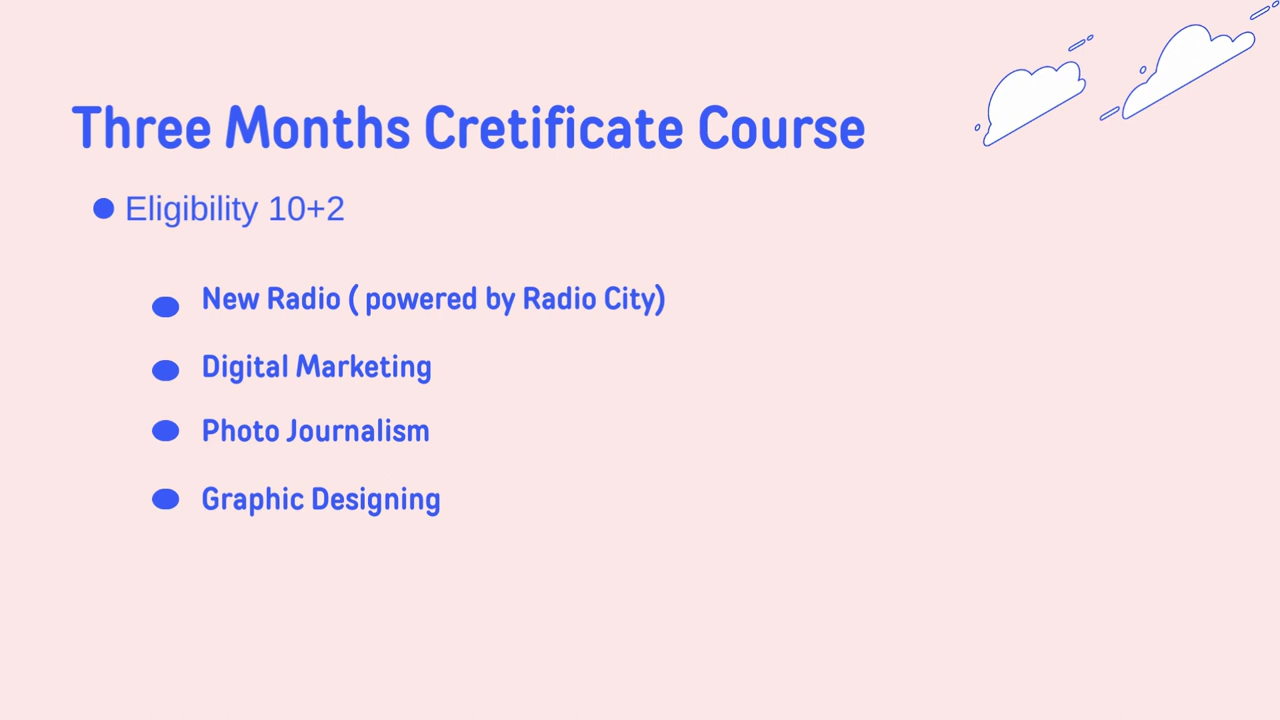 Three Months Cretificate Course
Eligibility 10+2
New Radio ( powered by Radio City)
Digital Marketing
Photo Journalism
Graphic Designing